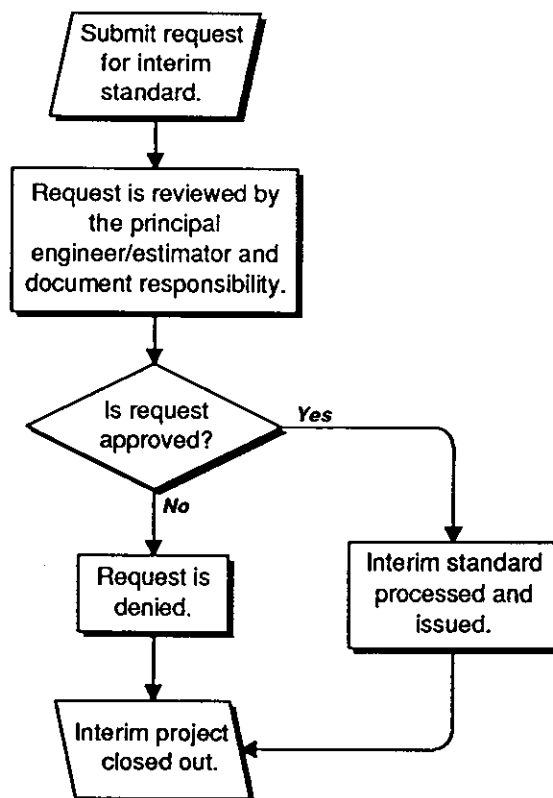 Submit request
for interim
standard.
Request is reviewed by
the principal
engineer/estimator and
document responsibility.
Is request
approved?
Yes
No
Request is
denied.
Interim standard
processed and
issued.
Interim project
closed out.